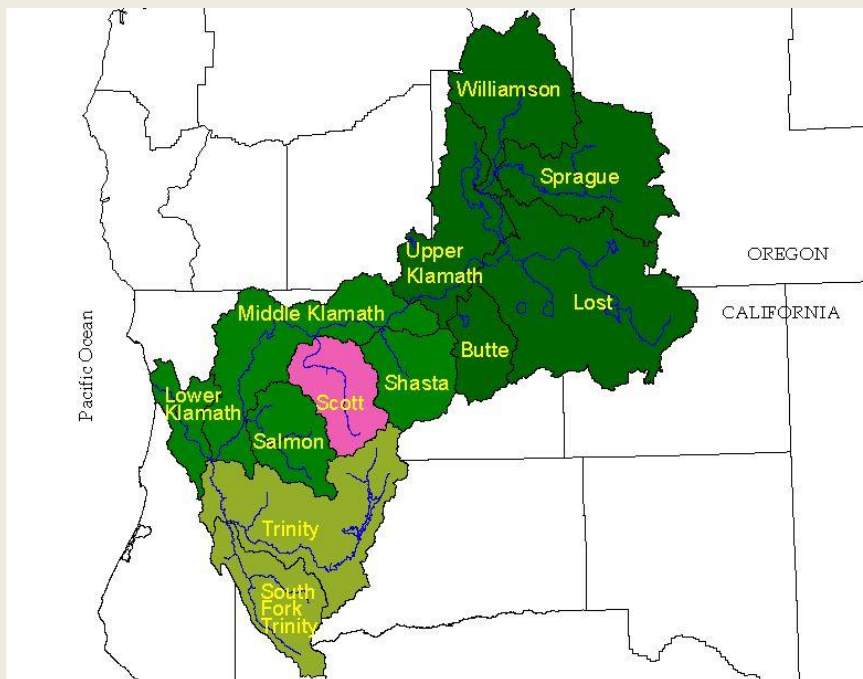 Williamson
Sprague
Upper
Klamath
OREGON
Lost
CALIFORNIA
Middle Klamath
Pacific Ocean
Butte
Shasta
Lower
Klamath
Scott
Salmon
Trinity
South
Fork
Trinity